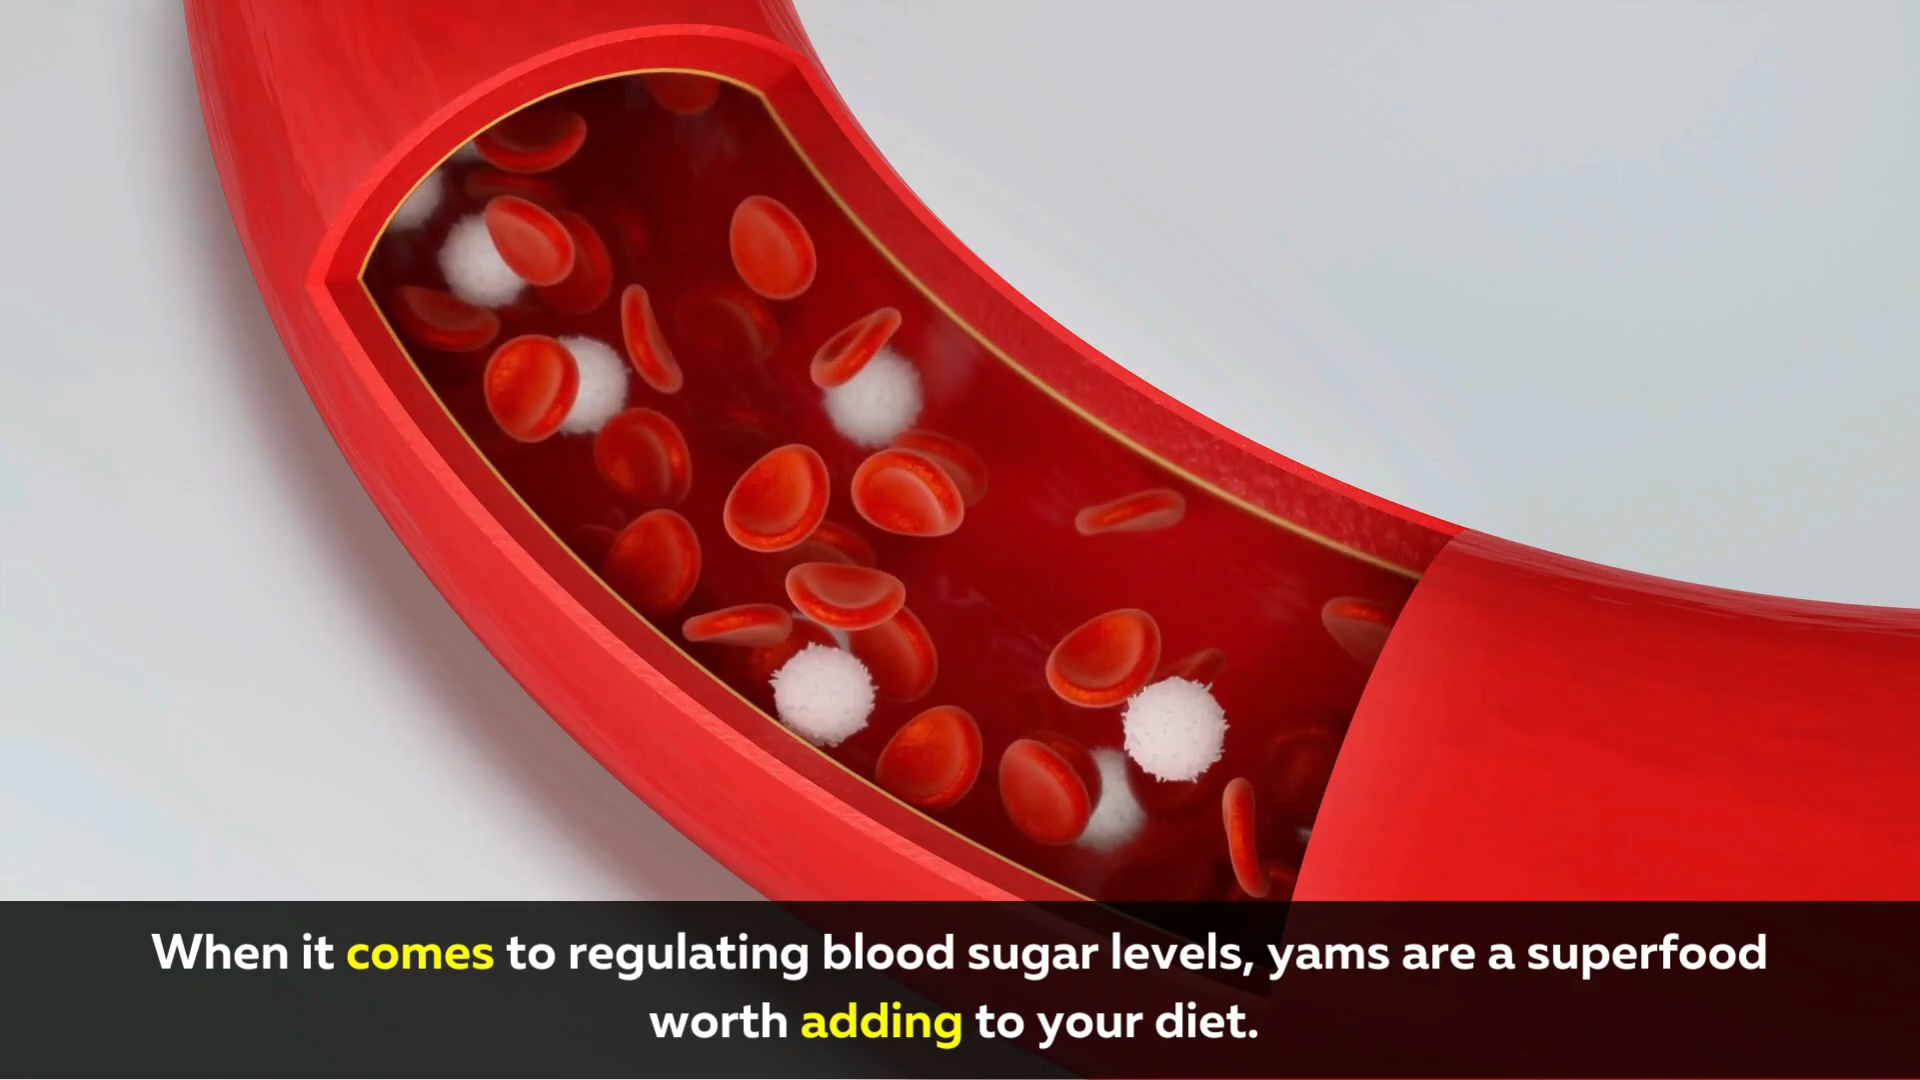 When it comes to regulating blood sugar levels, yams are a superfood
worth adding to your diet.